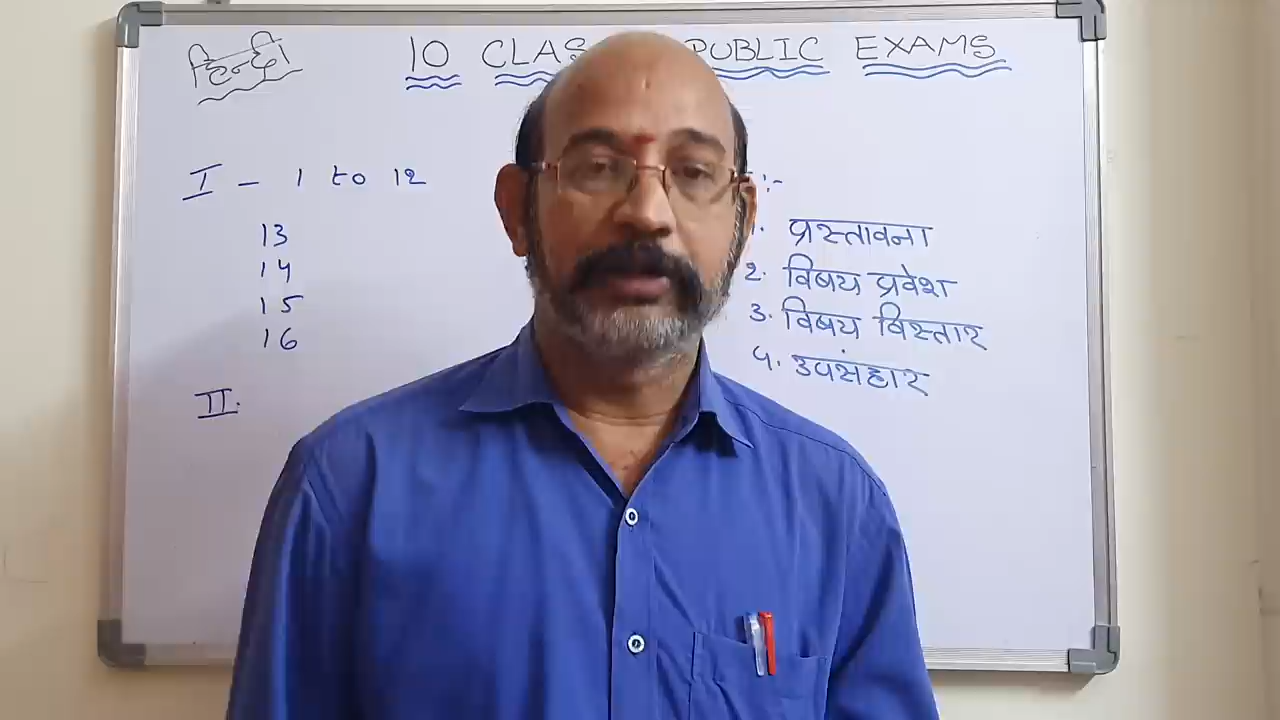 हिन्दी 10 CLAS PUBLIC EXAMS
I - 1 to 12
13
14
15
16
II.
:-
1. प्रस्तावना
2. विषय प्रवेश
3. विषय विस्तार
4. उपसंहार